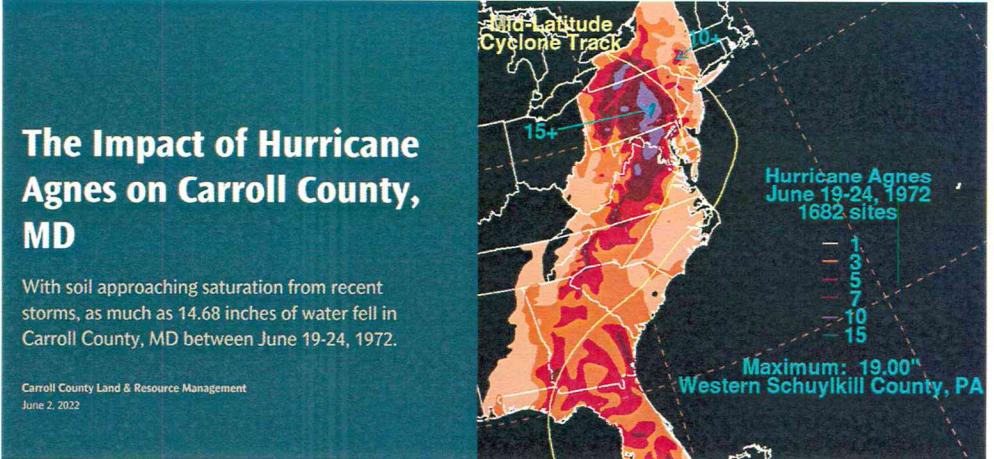 The Impact of Hurricane
Agnes on Carroll County,
MD
With soil approaching saturation from recent
storms, as much as 14.68 inches of water fell in
Carroll County, MD between June 19-24, 1972.
Carroll County Land & Resource Management
June 2, 2022
Mid-Latitude
Cyclone Track
10+
15+
Hurricane Agnes
June 19-24, 1972
1682 sites
1
3
5
7
10
15
Maximum: 19.00"
Western Schuylkill County, PA